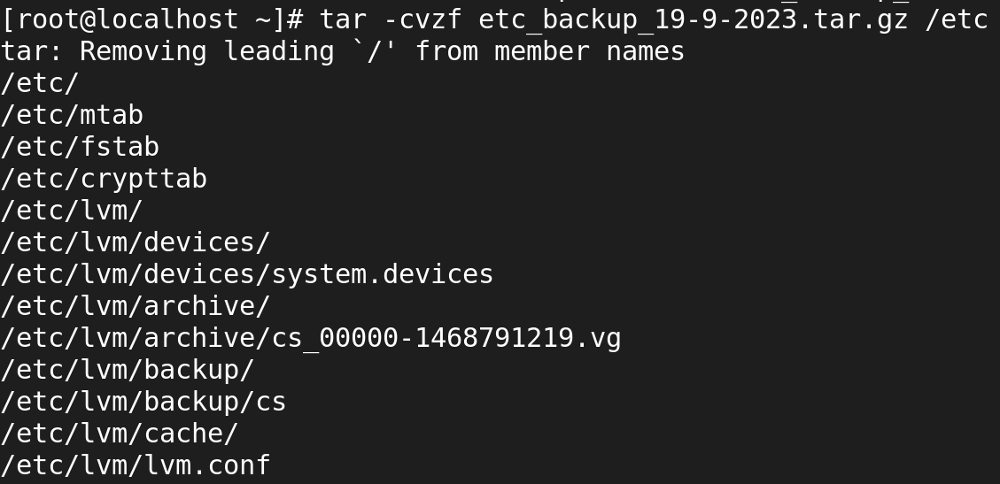 [root@localhost ~]# tar -cvzf etc_backup_19-9-2023.tar.gz /etc
tar: Removing leading `/' from member names
/etc/
/etc/mtab
/etc/fstab
/etc/crypttab
/etc/lvm/
/etc/lvm/devices/
/etc/lvm/devices/system.devices
/etc/lvm/archive/
/etc/lvm/archive/cs_00000-1468791219.vg
/etc/lvm/backup/
/etc/lvm/backup/cs
/etc/lvm/cache/
/etc/lvm/lvm.conf